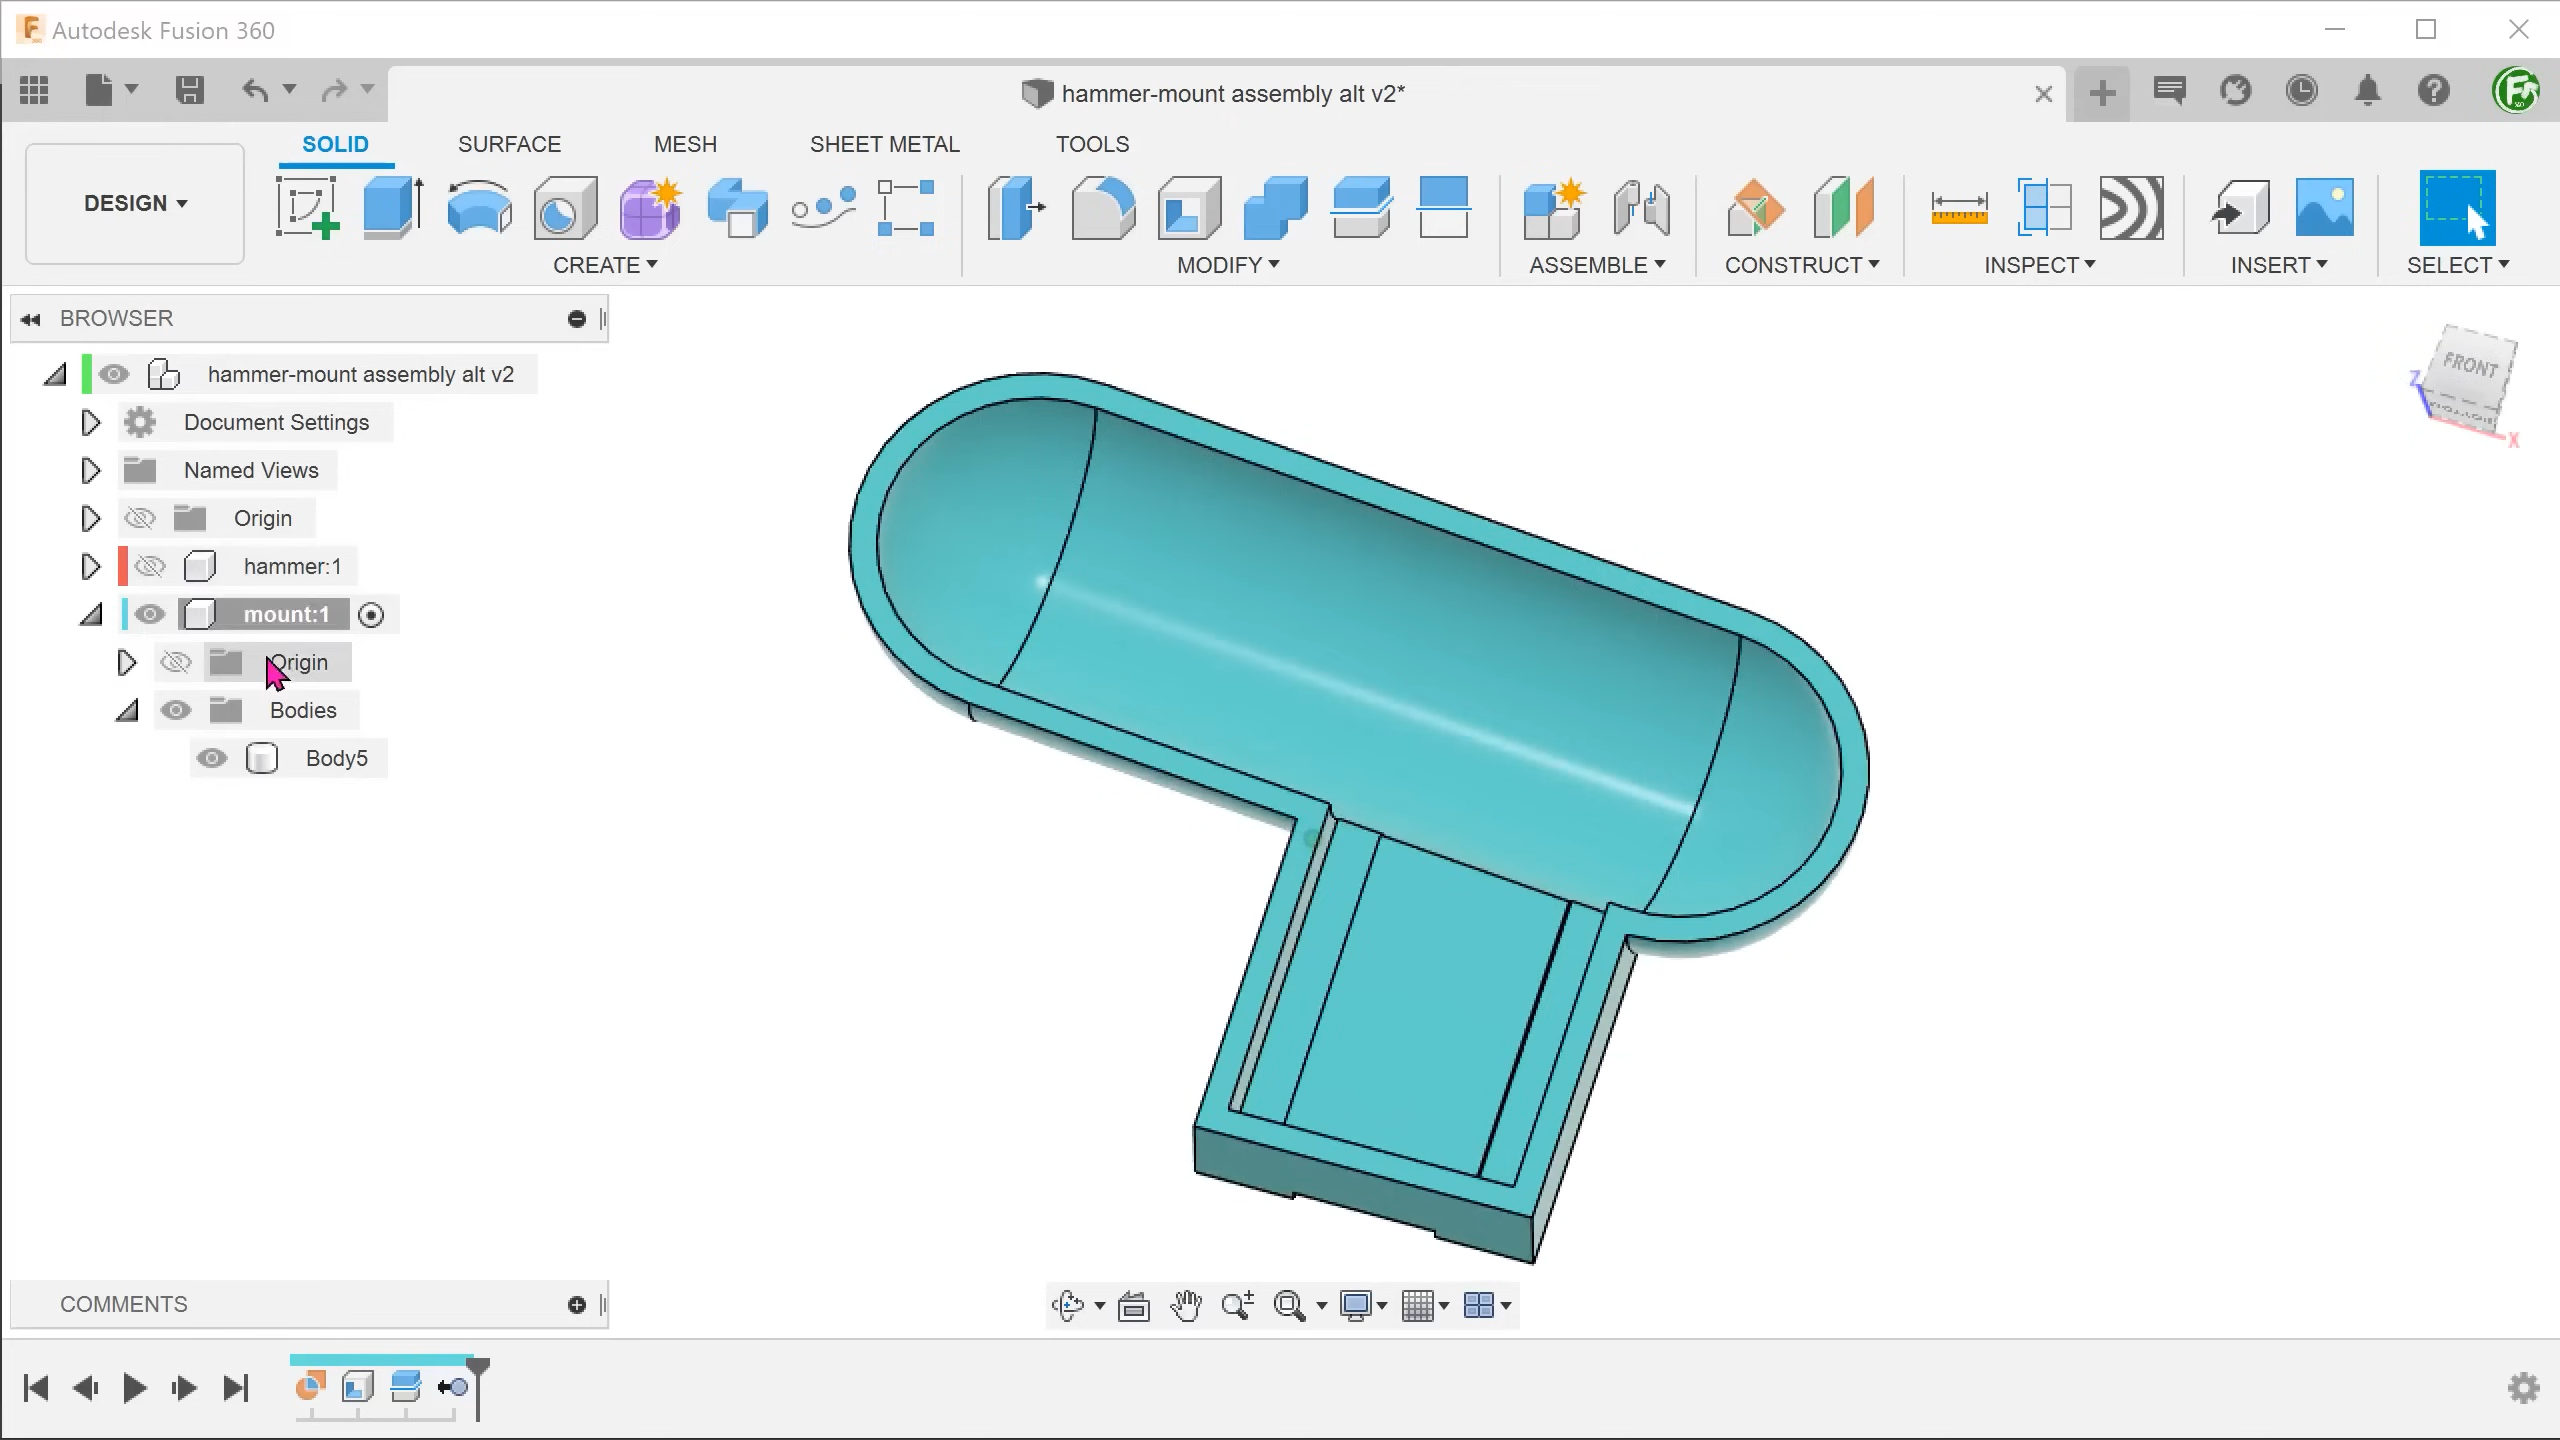 Autodesk Fusion 360
hammer-mount assembly alt v2*
SOLID SURFACE MESH SHEET METAL TOOLS
DESIGN
CREATE MODIFY ASSEMBLE CONSTRUCT INSPECT INSERT SELECT
BROWSER
hammer-mount assembly alt v2
Document Settings
Named Views
Origin
hammer:1
mount:1
Origin
Bodies
Body5
FRONT
Z
X
COMMENTS